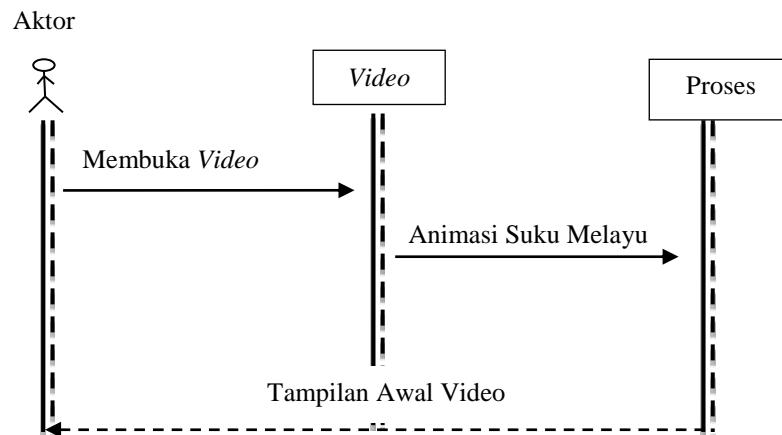 Aktor
Video
Proses
Membuka Video
Animasi Suku Melayu
Tampilan Awal Video